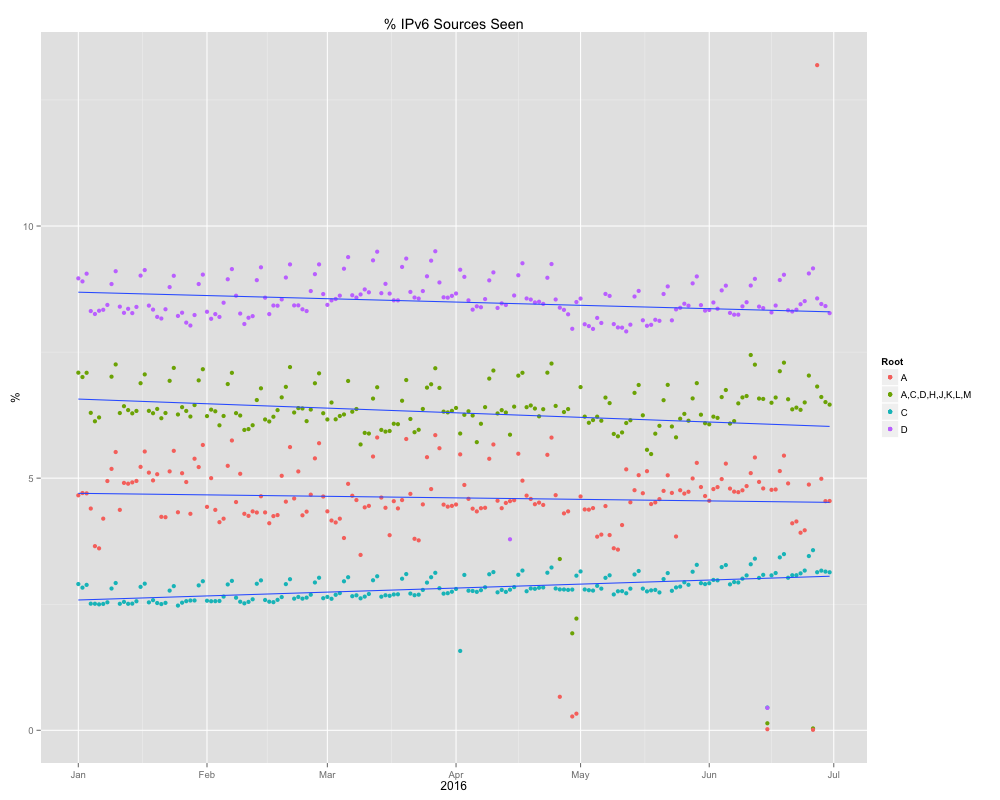 % IPv6 Sources Seen
%
10
5
0
Jan Feb Mar Apr May Jun Jul
2016
Root
A
A,C,D,H,J,K,L,M
C
D